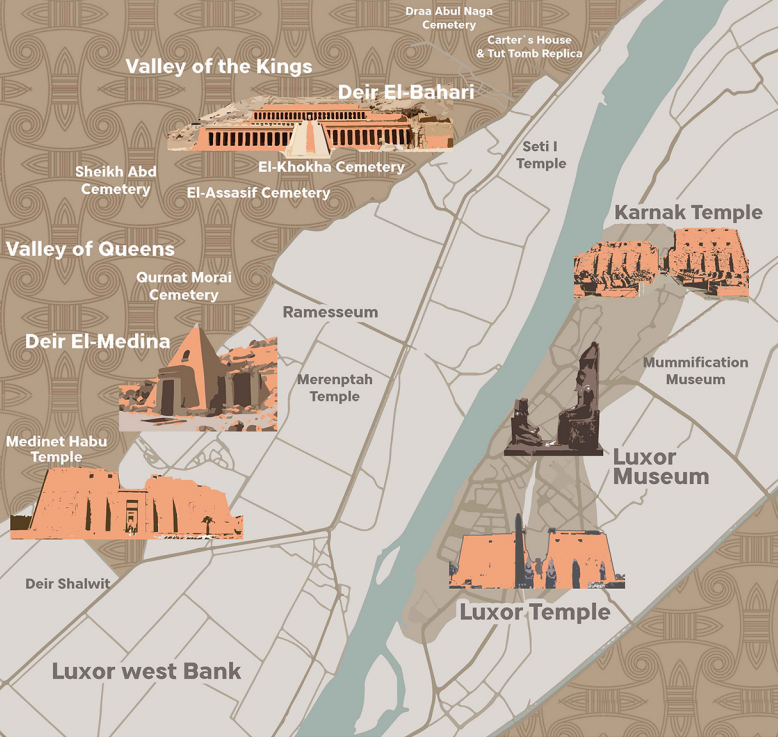 Draa Abul Naga
Cemetery
Carter`s House
& Tut Tomb Replica
Valley of the Kings
Deir El-Bahari
Seti I
Temple
El-Khokha Cemetery
Sheikh Abd
Cemetery
El-Assasif Cemetery
Karnak Temple
Valley of Queens
Qurnat Morai
Cemetery
Ramesseum
Deir El-Medina
Mummification
Museum
Merenptah
Temple
Medinet Habu
Temple
Luxor
Museum
Deir Shalwit
Luxor Temple
Luxor west Bank